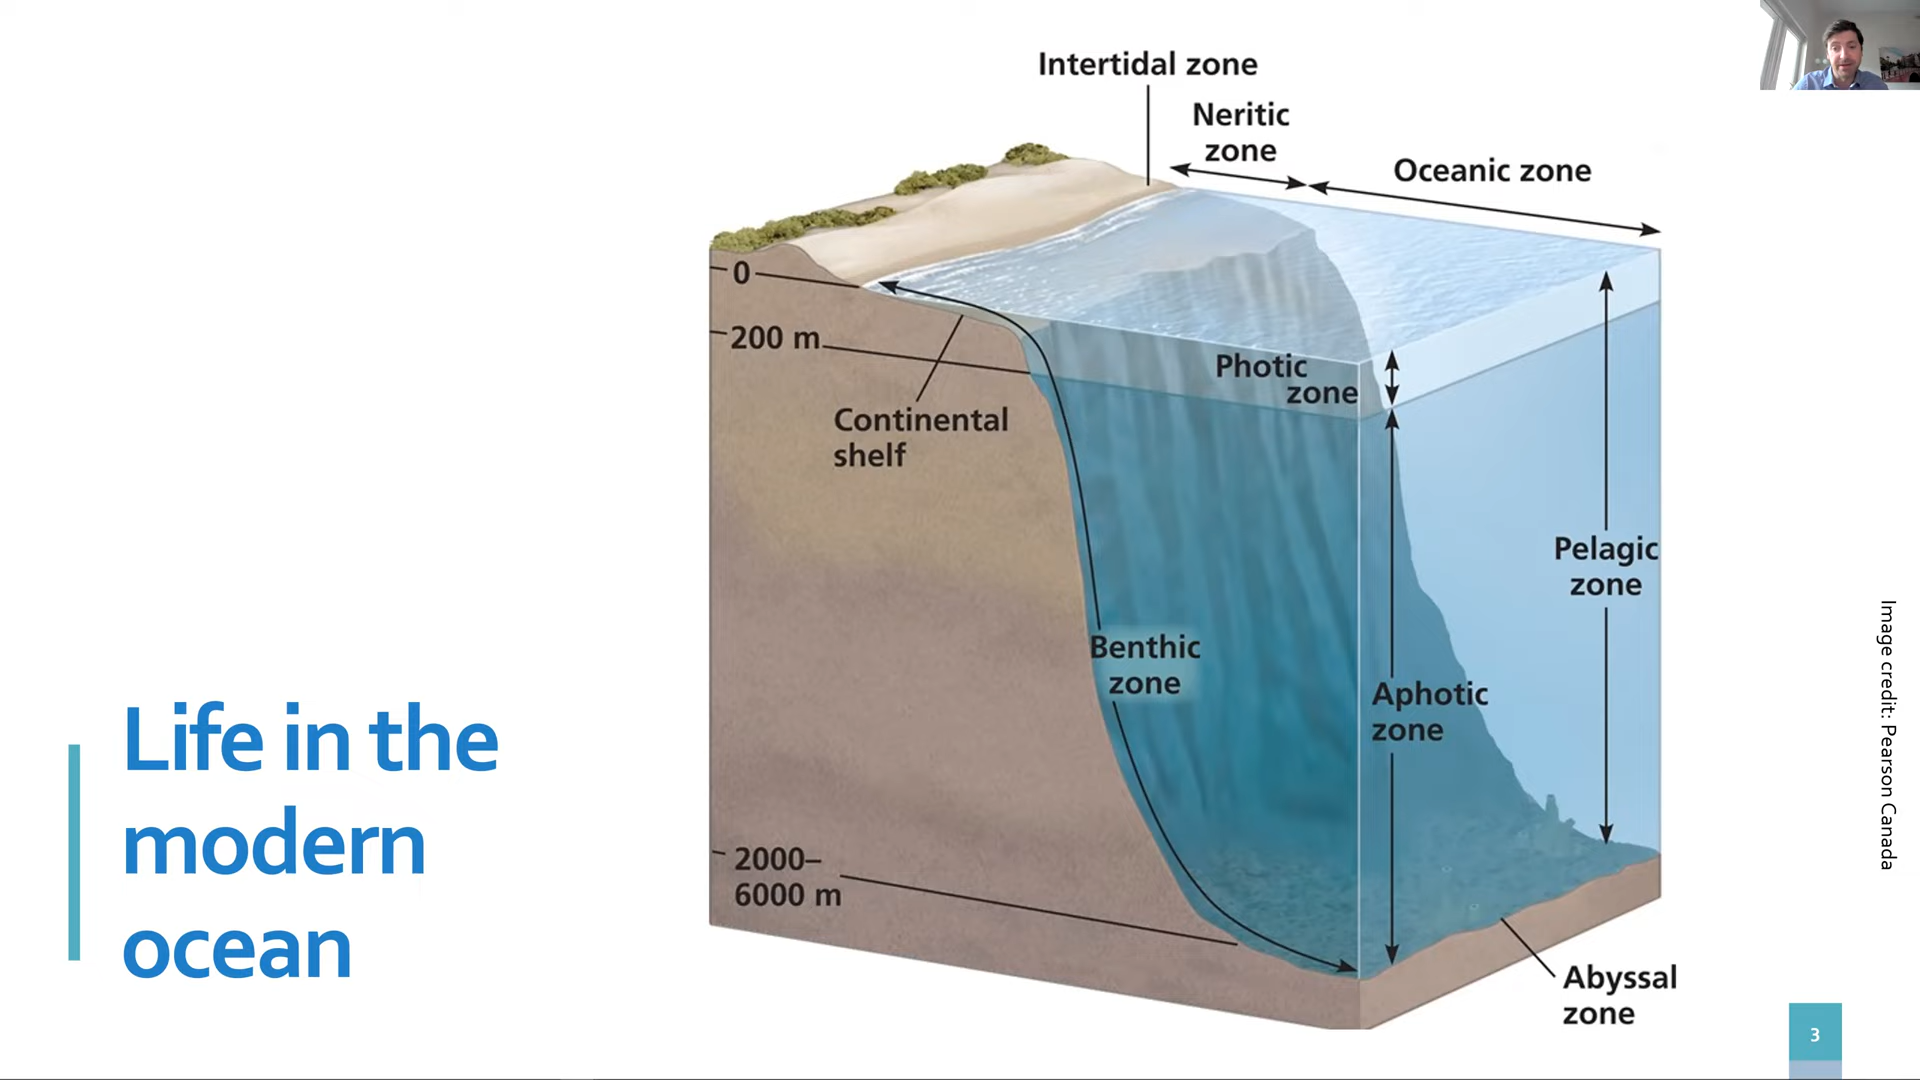 Intertidal zone
Neritic
zone
Oceanic zone
0
200 m
Photic
zone
Continental
shelf
Pelagic
zone
Benthic
zone
Aphotic
zone
2000–
6000 m
Abyssal
zone
Life in the
modern
ocean
Image credit: Pearson Canada
3